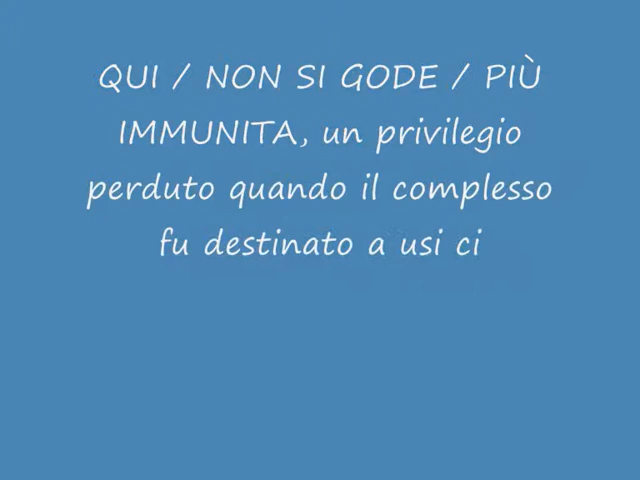 QUI / NON SI GODE / PIÙ
IMMUNITA, un privilegio
perduto quando il complesso
fu destinato a usi ci